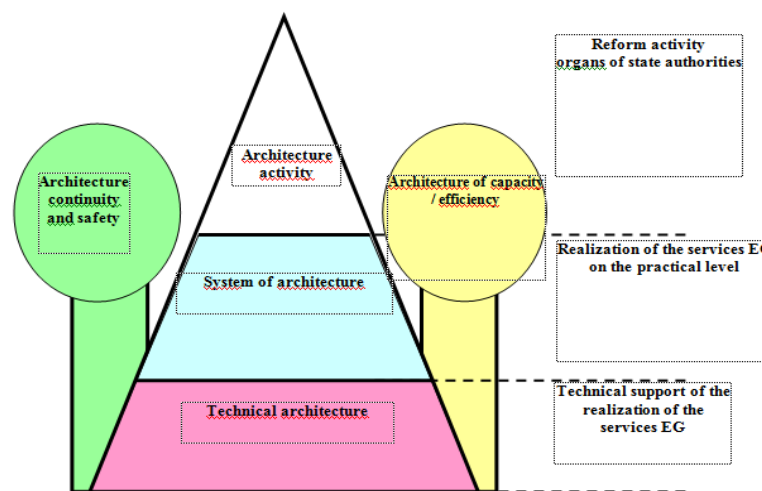 Reform activity
organs of state authorities
Architecture
activity
Architecture
continuity
and safety
Architecture of capacity
/ efficiency
Realization of the services EG
on the practical level
System of architecture
Technical support of the
realization of the
services EG
Technical architecture